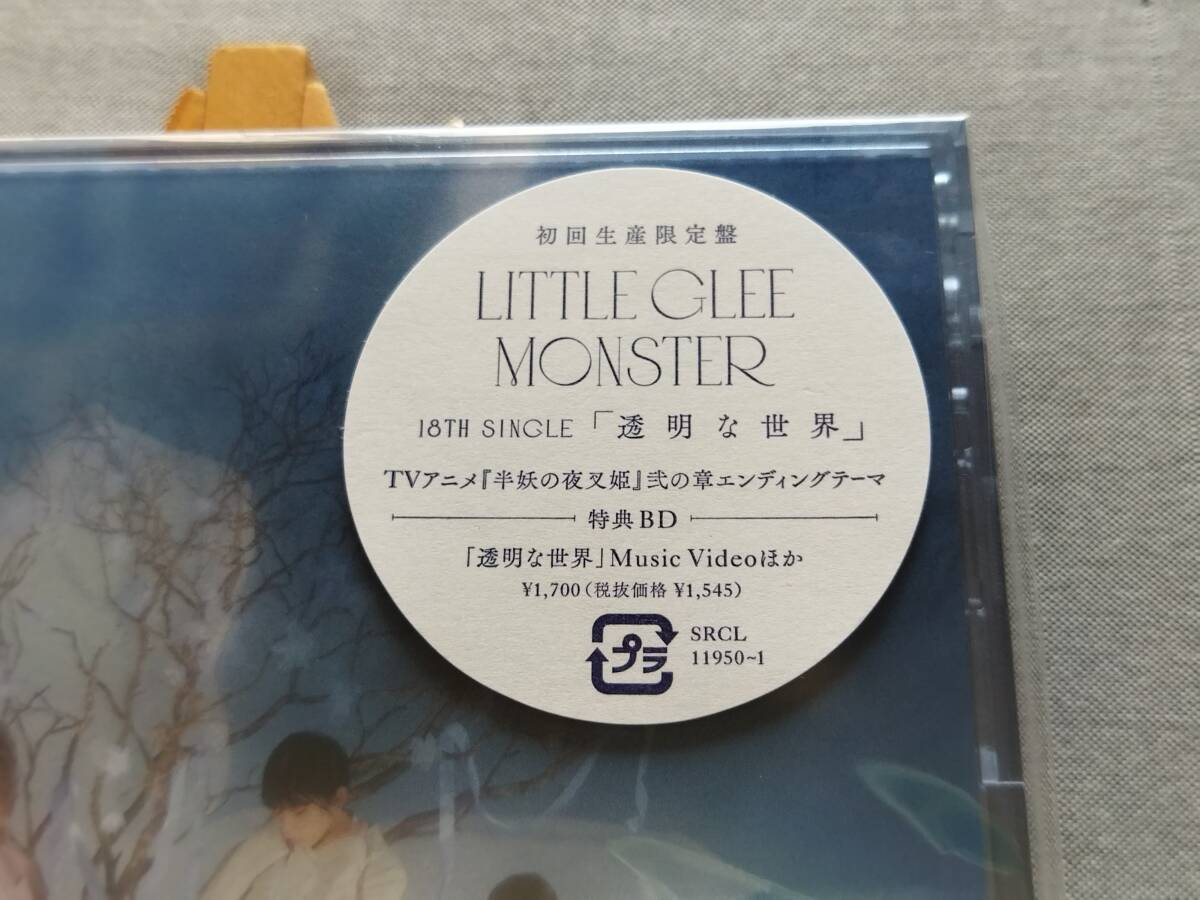 初回生産限定盤
LITTLE GLEE
MONSTER
18TH SINGLE「透明な世界」
TVアニメ『半妖の夜叉姫』弐の章エンディングテーマ
特典BD
「透明な世界」Music Videoほか
¥1,700(税抜価格 ¥1,545)
プラ
SRCL
11950~1